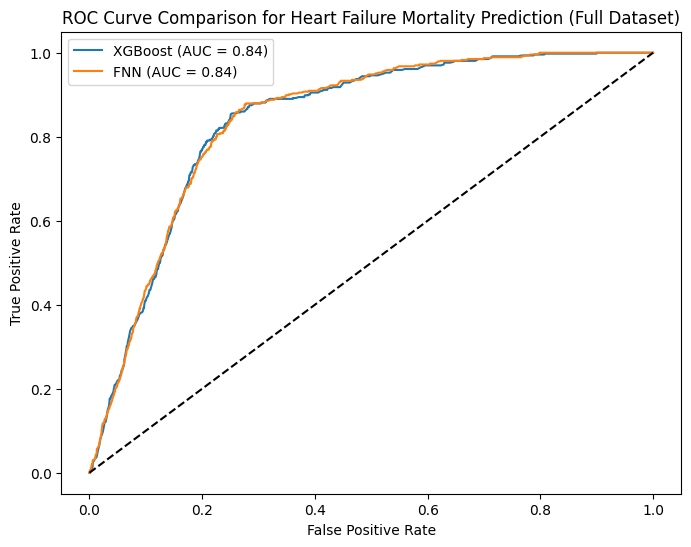 ROC Curve Comparison for Heart Failure Mortality Prediction (Full Dataset)
XGBoost (AUC = 0.84)
FNN (AUC = 0.84)
True Positive Rate
1.0
0.8
0.6
0.4
0.2
0.0
0.0 0.2 0.4 0.6 0.8 1.0
False Positive Rate